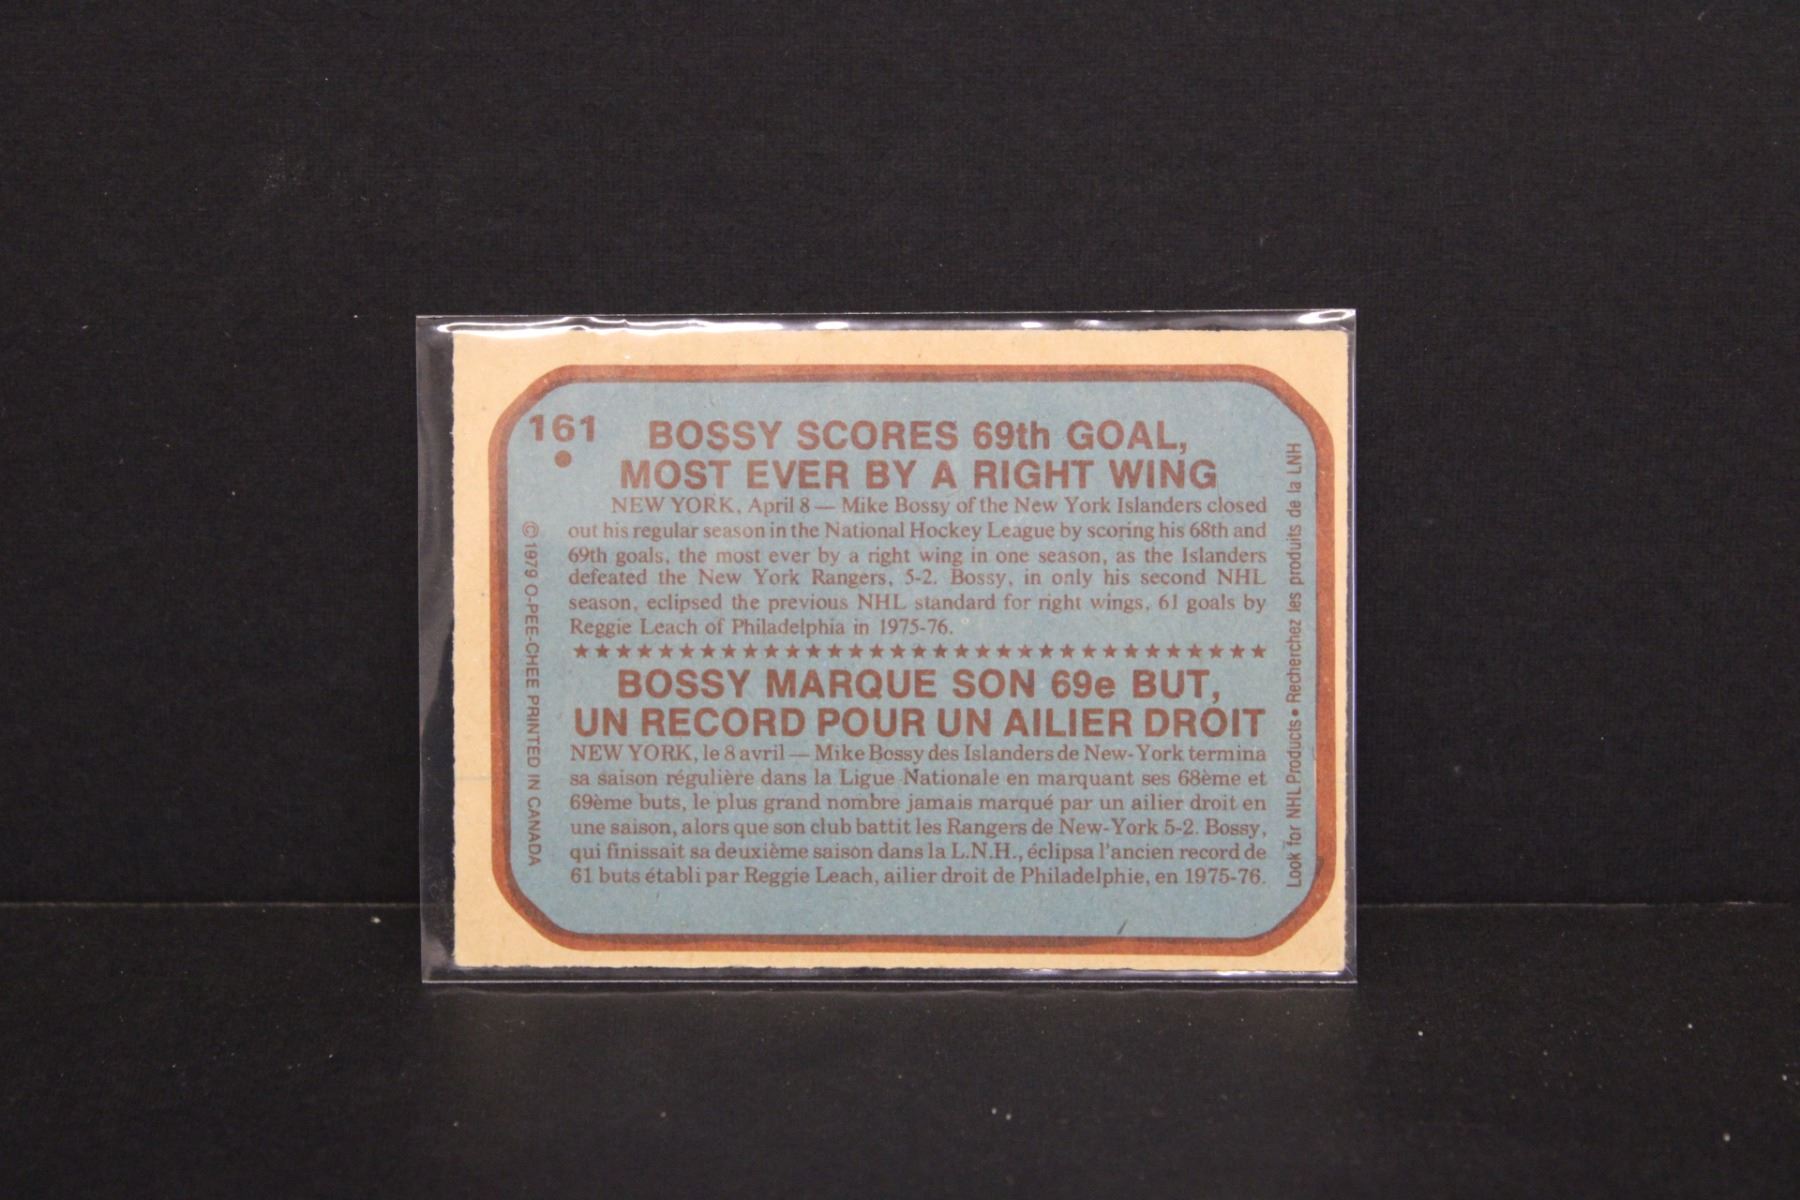 161
BOSSY SCORES 69th GOAL,
MOST EVER BY A RIGHT WING
NEW YORK, April 8 — Mike Bossy of the New York Islanders closed
out his regular season in the National Hockey League by scoring his 68th and
69th goals, the most ever by a right wing in one season, as the Islanders
defeated the New York Rangers, 5-2. Bossy, in only his second NHL
season, eclipsed the previous NHL standard for right wings, 61 goals by
Reggie Leach of Philadelphia in 1975-76.
BOSSY MARQUE SON 69e BUT,
UN RECORD POUR UN AILIER DROIT
NEW YORK, le 8 avril — Mike Bossy des Islanders de New-York termina
sa saison régulière dans la Ligue Nationale en marquant ses 68ème et
69ème buts, le plus grand nombre jamais marqué par un ailier droit en
une saison, alors que son club battit les Rangers de New-York 5-2. Bossy,
qui finissait sa deuxième saison dans la L.N.H., éclipsa l'ancien record de
61 buts établi par Reggie Leach, ailier droit de Philadelphie, en 1975-76.
© 1979 O-PEE-CHEE PRINTED IN CANADA
Look for NHL Products • Recherchez les produits de la LNH